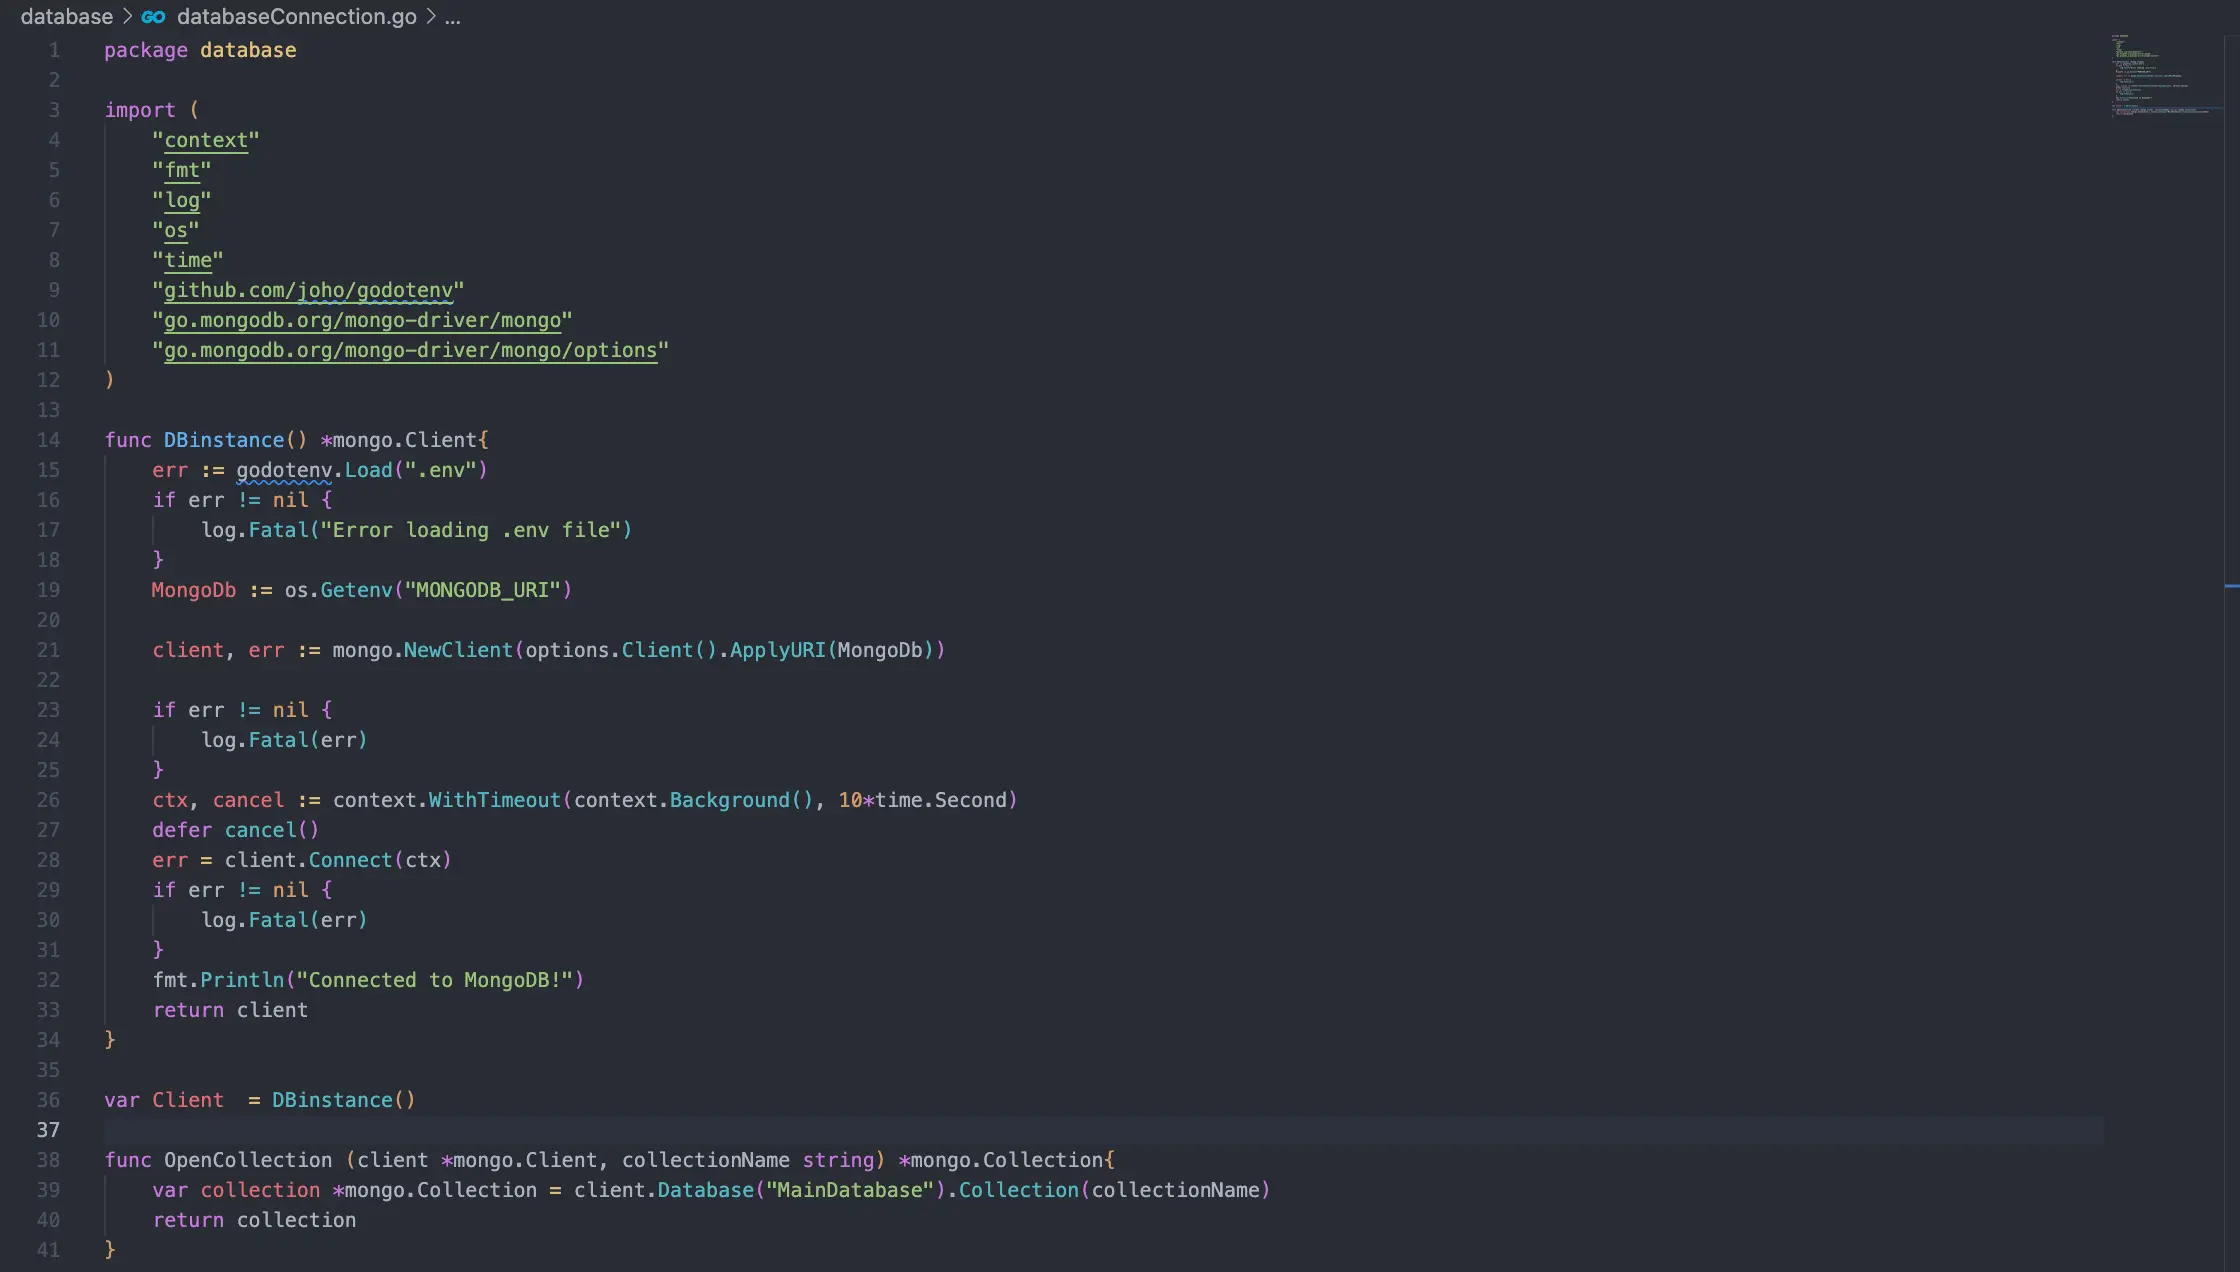 database > GO databaseConnection.go > ...
1 package database
2
3 import (
4 "context"
5 "fmt"
6 "log"
7 "os"
8 "time"
9 "github.com/joho/godotenv"
10 "go.mongodb.org/mongo-driver/mongo"
11 "go.mongodb.org/mongo-driver/mongo/options"
12 )
13
14 func DBinstance() *mongo.Client{
15 err := godotenv.Load(".env")
16 if err != nil {
17 log.Fatal("Error loading .env file")
18 }
19 MongoDb := os.Getenv("MONGODB_URI")
20
21 client, err := mongo.NewClient(options.Client().ApplyURI(MongoDb))
22
23 if err != nil {
24 log.Fatal(err)
25 }
26 ctx, cancel := context.WithTimeout(context.Background(), 10*time.Second)
27 defer cancel()
28 err = client.Connect(ctx)
29 if err != nil {
30 log.Fatal(err)
31 }
32 fmt.Println("Connected to MongoDB!")
33 return client
34 }
35
36 var Client  = DBinstance()
37
38 func OpenCollection (client *mongo.Client, collectionName string) *mongo.Collection{
39 var collection *mongo.Collection = client.Database("MainDatabase").Collection(collectionName)
40 return collection
41 }